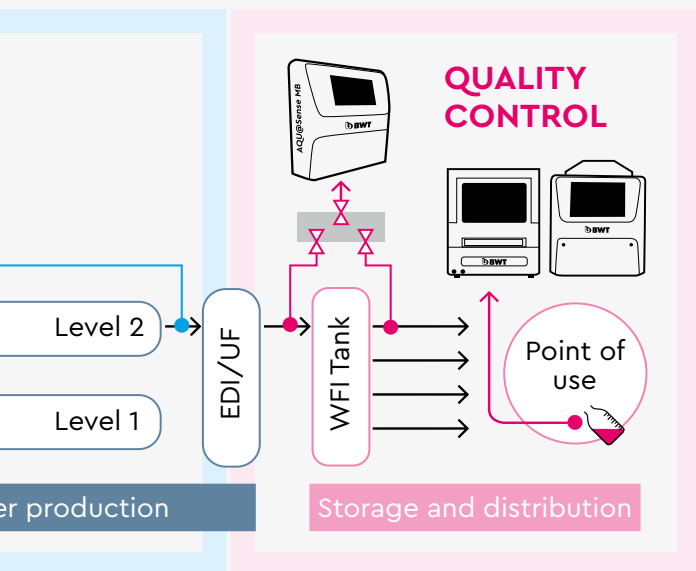 QUALITY
CONTROL
AQU@Sense MB
BWT
BWT
BWT
Level 2
EDI/UF
WFI Tank
Point of
use
Level 1
er production
Storage and distribution